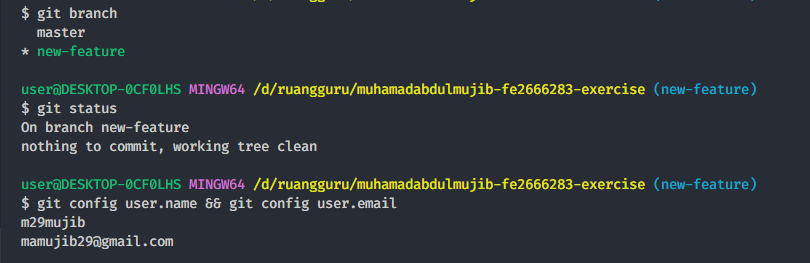 $ git branch
  master
* new-feature
user@DESKTOP-0CF0LHS MINGW64 /d/ruangguru/muhamadabdulmujib-fe2666283-exercise (new-feature)
$ git status
On branch new-feature
nothing to commit, working tree clean
user@DESKTOP-0CF0LHS MINGW64 /d/ruangguru/muhamadabdulmujib-fe2666283-exercise (new-feature)
$ git config user.name && git config user.email
m29mujib
mamujib29@gmail.com